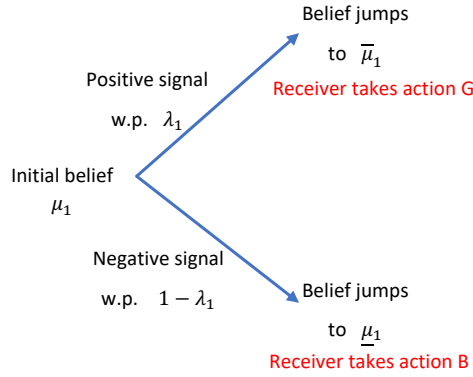 Belief jumps
to μ̅₁
Receiver takes action G
Positive signal
w.p. λ₁
Initial belief
μ₁
Negative signal
w.p. 1 − λ₁
Belief jumps
to μ̲₁
Receiver takes action B